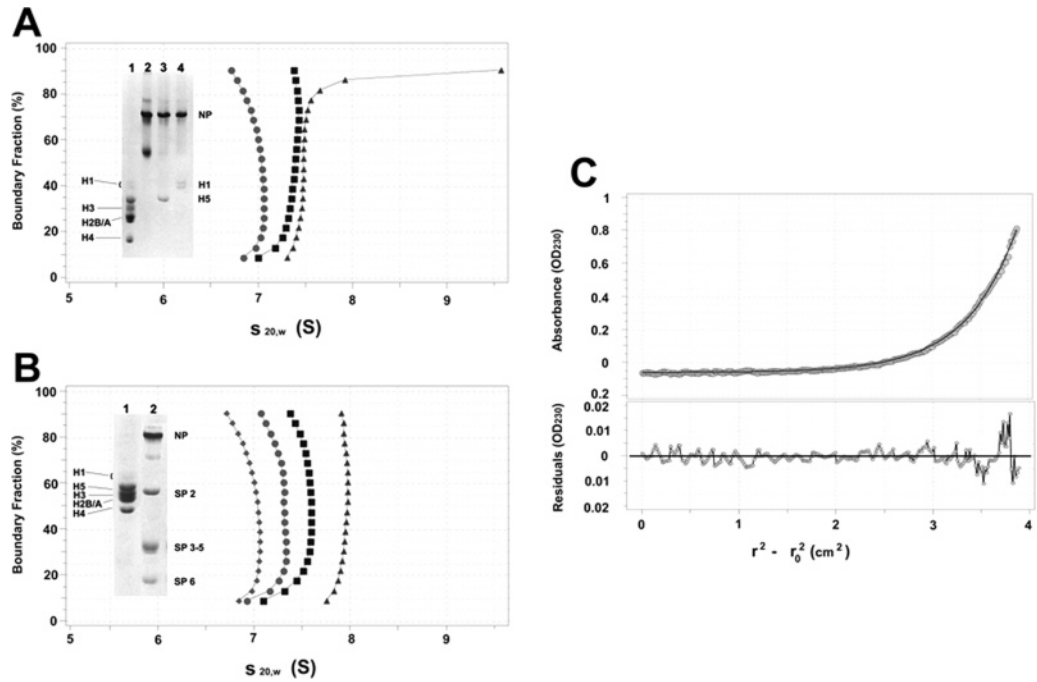 A
Boundary Fraction (%)
100
80
60
40
20
0
1 2 3 4
NP
H1
H3
H2B/A
H4
H1
H5
5 6 7 8 9
s 20,w (S)
B
Boundary Fraction (%)
100
80
60
40
20
0
1 2
H1
H5
H3
H2B/A
H4
NP
SP 2
SP 3-5
SP 6
5 6 7 8 9
s 20,w (S)
C
Absorbance (OD230)
1
0.8
0.6
0.4
0.2
0
0.2
Residuals (OD230)
0.02
0.01
0
0.01
0.02
0 1 2 3 4
r² - r₀² (cm²)